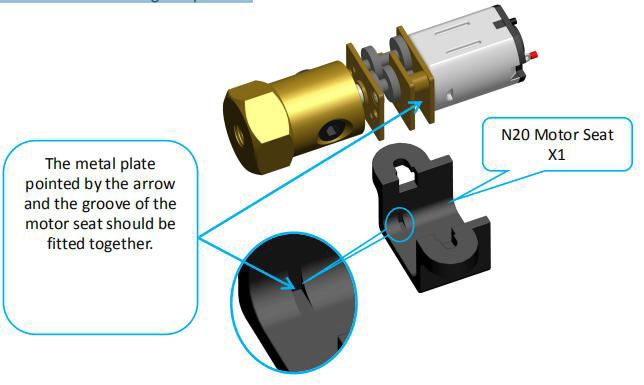 The metal plate
pointed by the arrow
and the groove of the
motor seat should be
fitted together.
N20 Motor Seat
X1